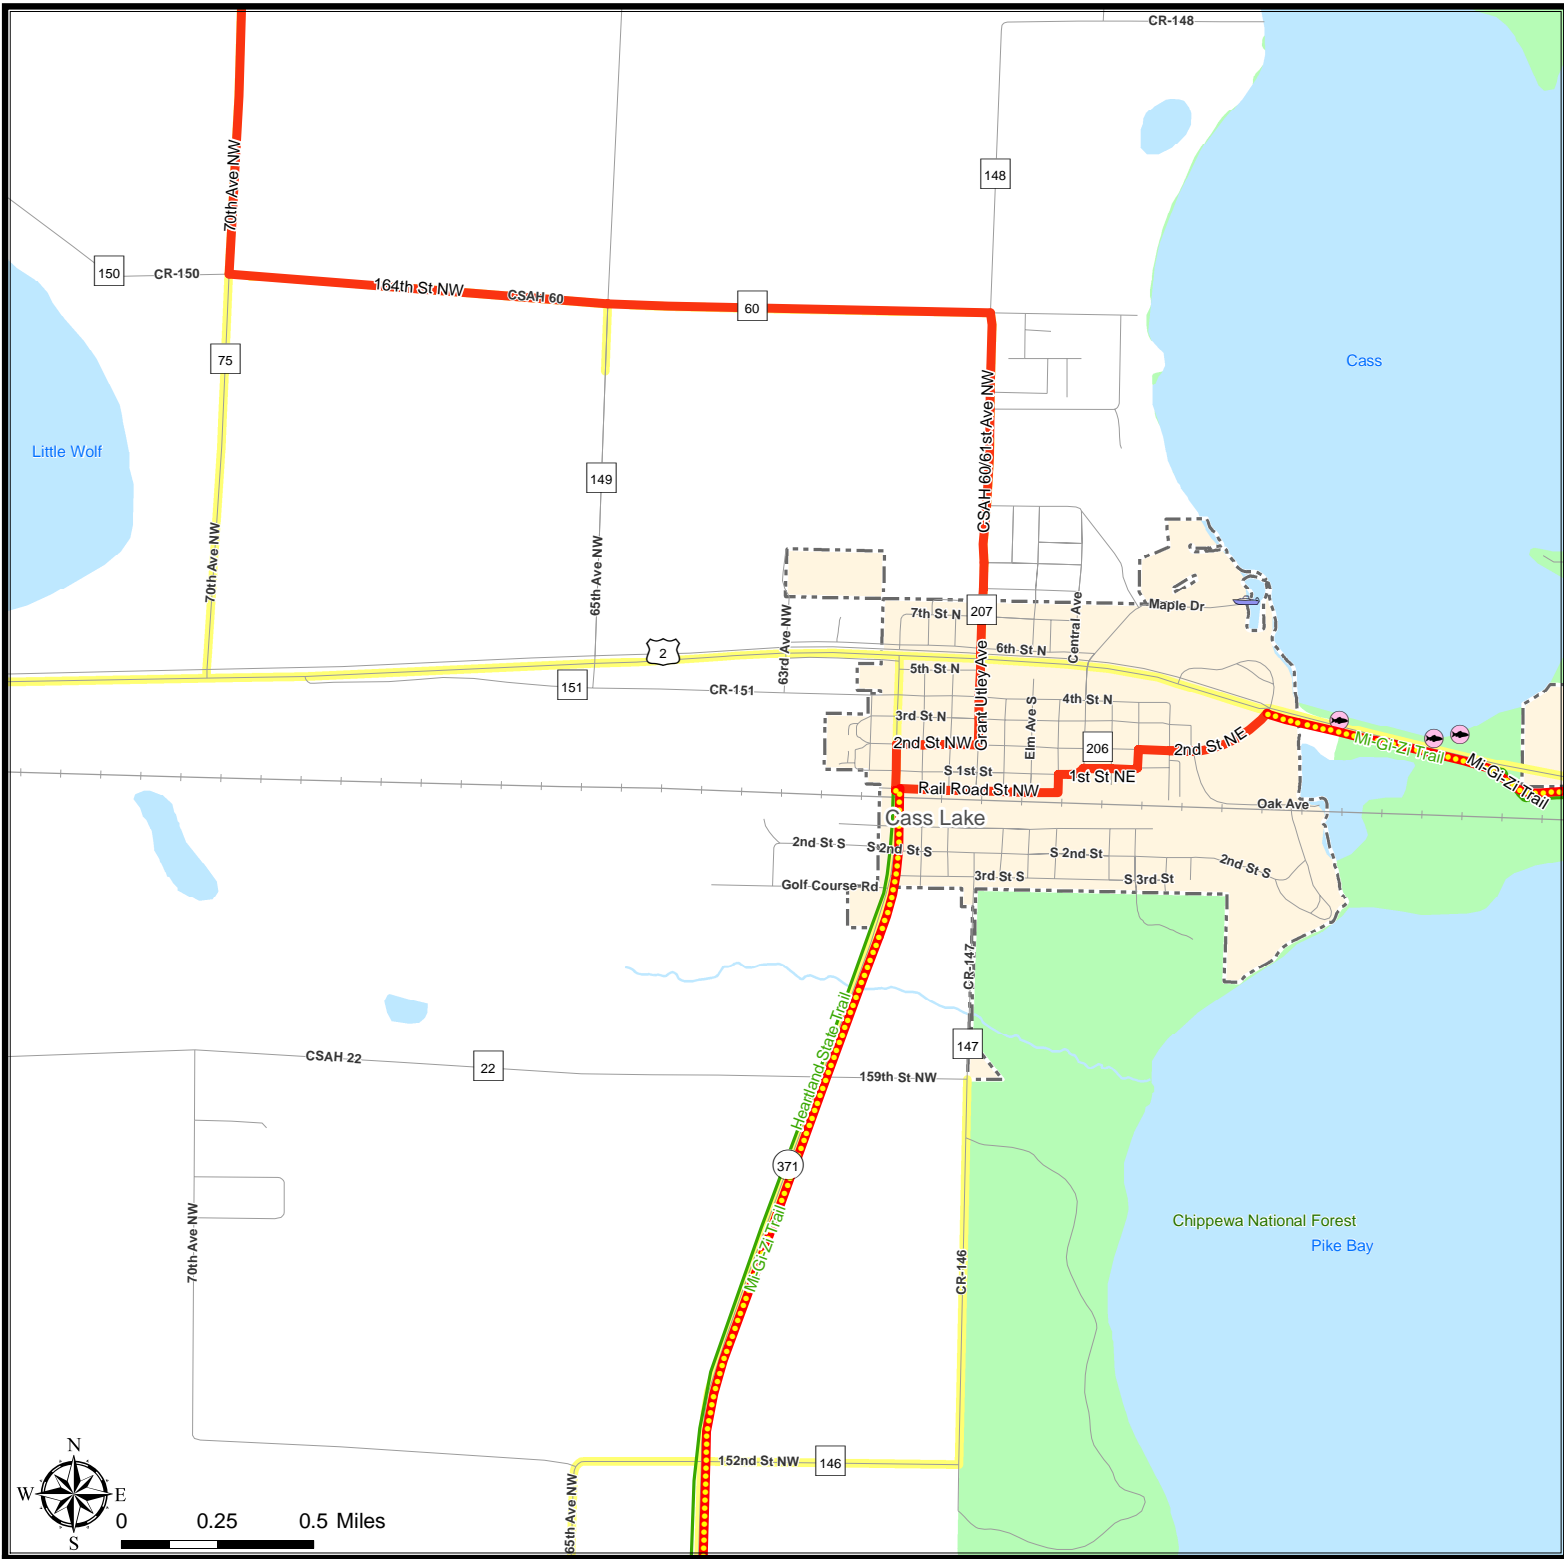 CR-148
148
70th Ave NW
150
CR-150
164th St NW
CSAH 60
60
75
Cass
CSAH 60/61st Ave NW
Little Wolf
149
70th Ave NW
65th Ave NW
63rd Ave NW
7th St N
207
Central Ave
Maple Dr
2
6th St N
5th St N
151
CR-151
Grant Utley Ave
4th St N
3rd St N
Elm Ave S
2nd St NW
206
2nd St NE
Mi-Gi-Zi Trail
Mi-Gi-Zi Trail
S 1st St
1st St NE
Rail Road St NW
Oak Ave
Cass Lake
2nd St S
S 2nd St S
S 2nd St
2nd St S
Golf Course Rd
3rd St S
S 3rd St
CR-147
Heartland State Trail
147
CSAH 22
22
159th St NW
371
70th Ave NW
Mi-Gi-Zi Trail
CR-146
Chippewa National Forest
Pike Bay
152nd St NW
146
65th Ave NW
N
W
E
S
0 0.25 0.5 Miles